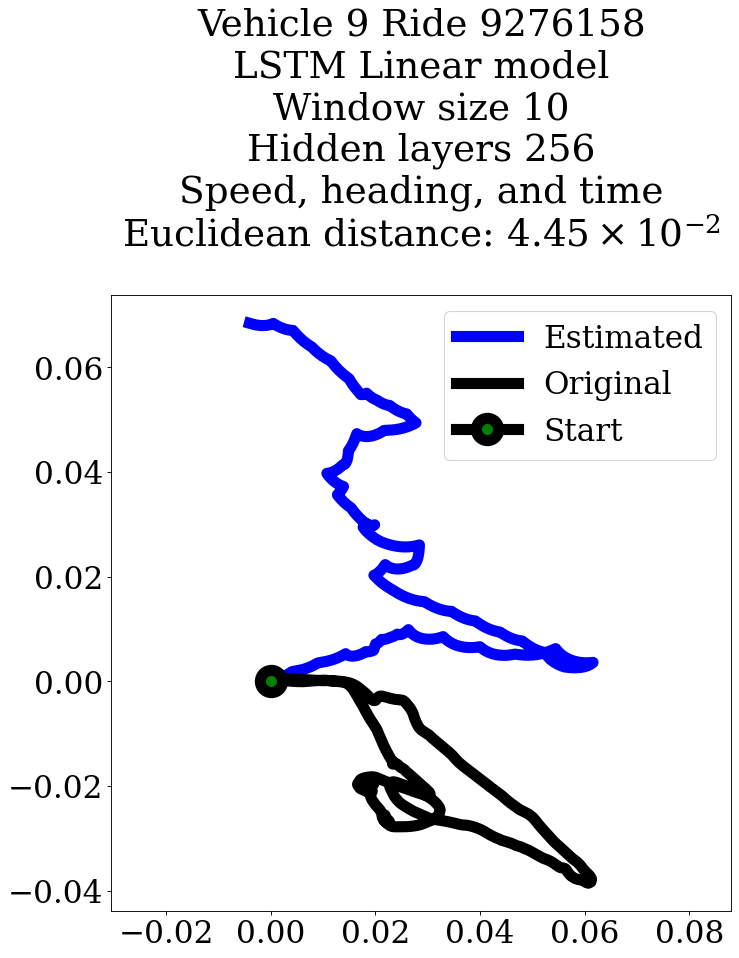 Vehicle 9 Ride 9276158
LSTM Linear model
Window size 10
Hidden layers 256
Speed, heading, and time
Euclidean distance: 4.45 × 10⁻²
Estimated
Original
Start
0.06
0.04
0.02
0.00
−0.02
−0.04
−0.02 0.00 0.02 0.04 0.06 0.08